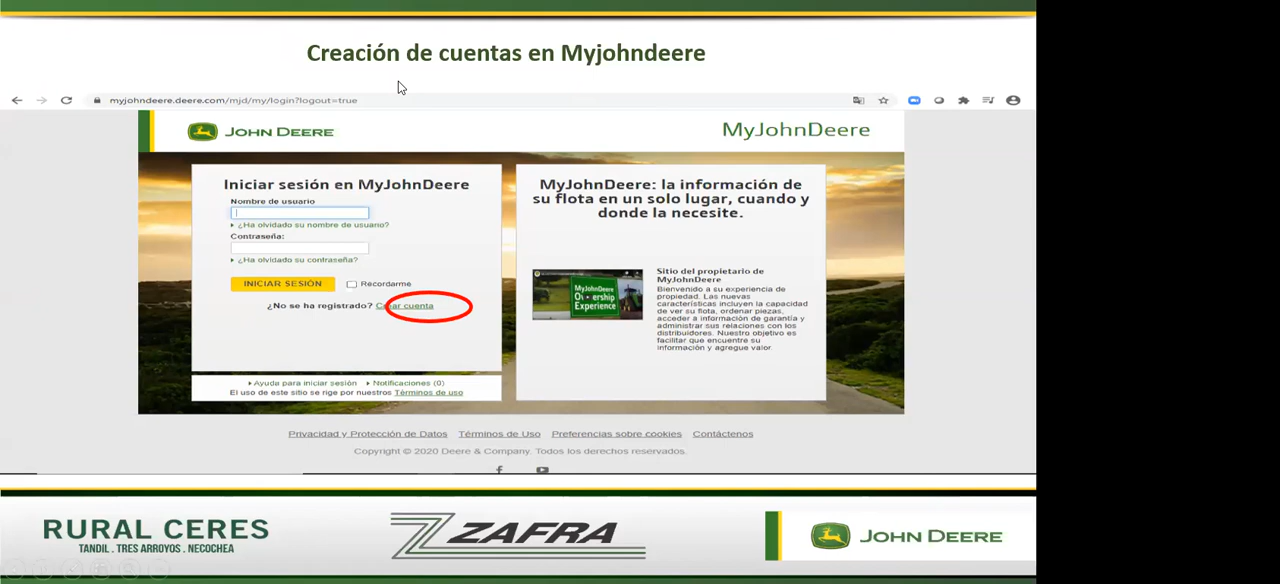 Creación de cuentas en Myjohndeere
myjohndeere.deere.com/mjd/my/login?logout=true
JOHN DEERE
MyJohnDeere
Iniciar sesión en MyJohnDeere
Nombre de usuario
¿Ha olvidado su nombre de usuario?
Contraseña:
¿Ha olvidado su contraseña?
INICIAR SESIÓN
Recordarme
¿No se ha registrado? Crear cuenta
Ayuda para iniciar sesión Notificaciones (0)
El uso de este sitio se rige por nuestros Términos de uso
MyJohnDeere: la información de
su flota en un solo lugar, cuando y
donde la necesite.
MyJohnDeere
Ownership
Experience
Sitio del propietario de
MyJohnDeere
Bienvenido a su experiencia de
propiedad. Las nuevas
características incluyen la capacidad
de ver su flota, ordenar piezas,
acceder a información de garantía y
administrar sus relaciones con los
distribuidores. Nuestro objetivo es
facilitar que encuentre su
información y agregue valor
Privacidad y Protección de Datos Términos de Uso Preferencias sobre cookies Contáctenos
Copyright © 2020 Deere & Company. Todos los derechos reservados.
RURAL CERES
TANDIL . TRES ARROYOS . NECOCHEA
ZAFRA
JOHN DEERE